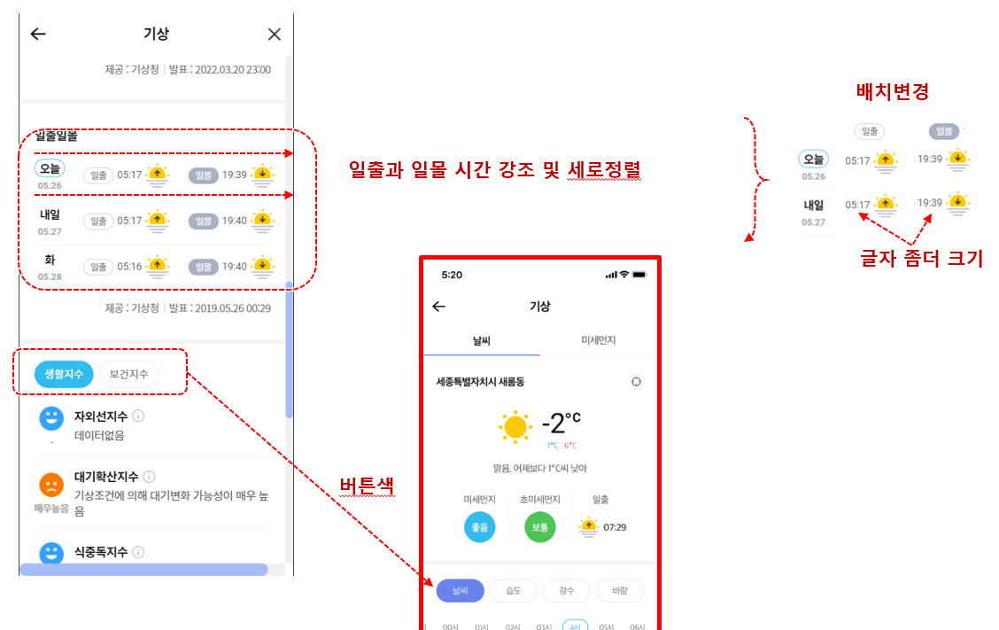 기상
제공 : 기상청 | 발표 : 2022.03.20 23:00
일출일몰
오늘 일출 05:17 일몰 19:39
05.26
내일 일출 05:17 일몰 19:40
05.27
화 일출 05:16 일몰 19:40
05.28
제공 : 기상청 | 발표 : 2019.05.26 00:29
생활지수 보건지수
자외선지수
-
데이터없음
대기확산지수
기상조건에 의해 대기변화 가능성이 매우 높
매우높음 음
식중독지수
일출과 일몰 시간 강조 및 세로정렬
버튼색
배치변경
일출 일몰
오늘 05:17 19:39
05.26
내일 05:17 19:39
05.27
글자 좀더 크기
5:20
기상
날씨 미세먼지
세종특별자치시 새롬동
-2°C
1°C / 6°C
맑음, 어제보다 1°C씨 낮아
미세먼지 초미세먼지 일출
좋음 보통 07:29
날씨 습도 강수 바람
시 00시 01시 02시 03시 4시 05시 06시